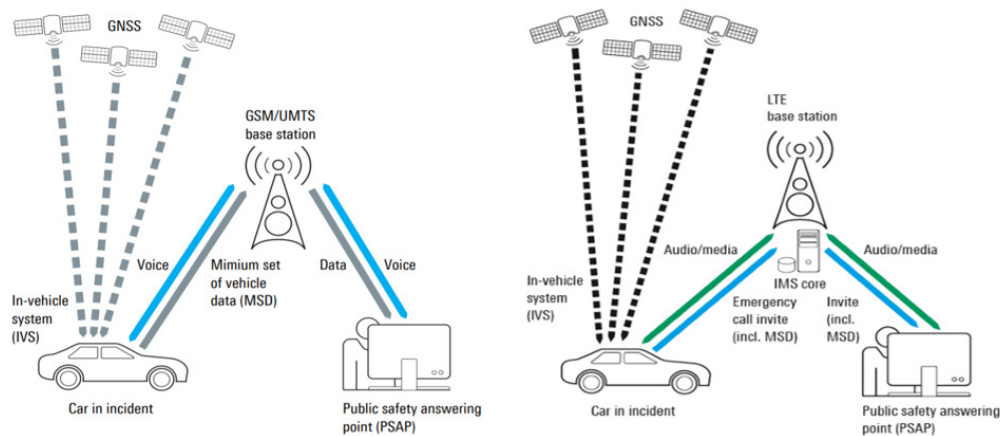 GNSS
GSM/UMTS
base station
Voice
Mimium set
of vehicle
data (MSD)
Data
Voice
In-vehicle
system
(IVS)
Car in incident
Public safety answering
point (PSAP)
GNSS
LTE
base station
Audio/media
Audio/media
IMS core
In-vehicle
system
(IVS)
Emergency
call invite
(incl. MSD)
Invite
(incl.
MSD)
Car in incident
Public safety answering
point (PSAP)